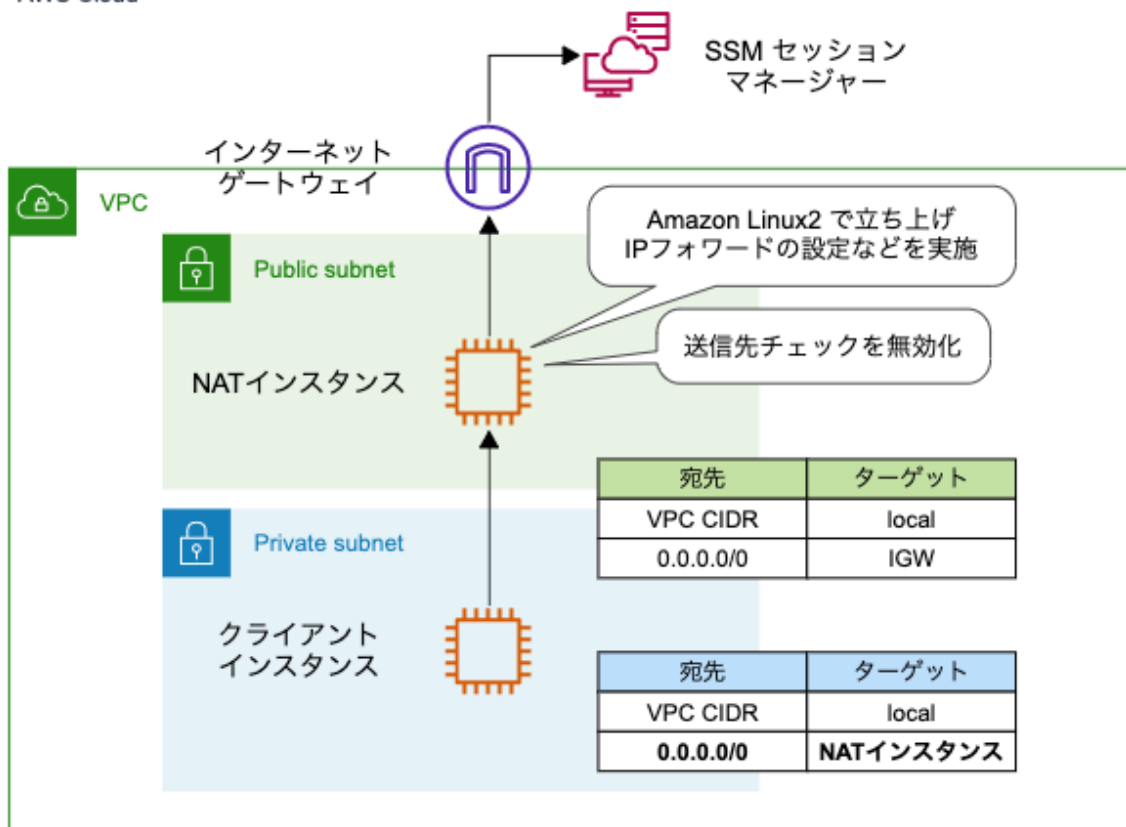 AWS Cloud
SSM セッション
マネージャー
インターネット
ゲートウェイ
VPC
Amazon Linux2 で立ち上げ
IPフォワードの設定などを実施
Public subnet
送信先チェックを無効化
NATインスタンス
宛先 ターゲット
VPC CIDR local
0.0.0.0/0 IGW
Private subnet
クライアント
インスタンス
宛先 ターゲット
VPC CIDR local
0.0.0.0/0 NATインスタンス